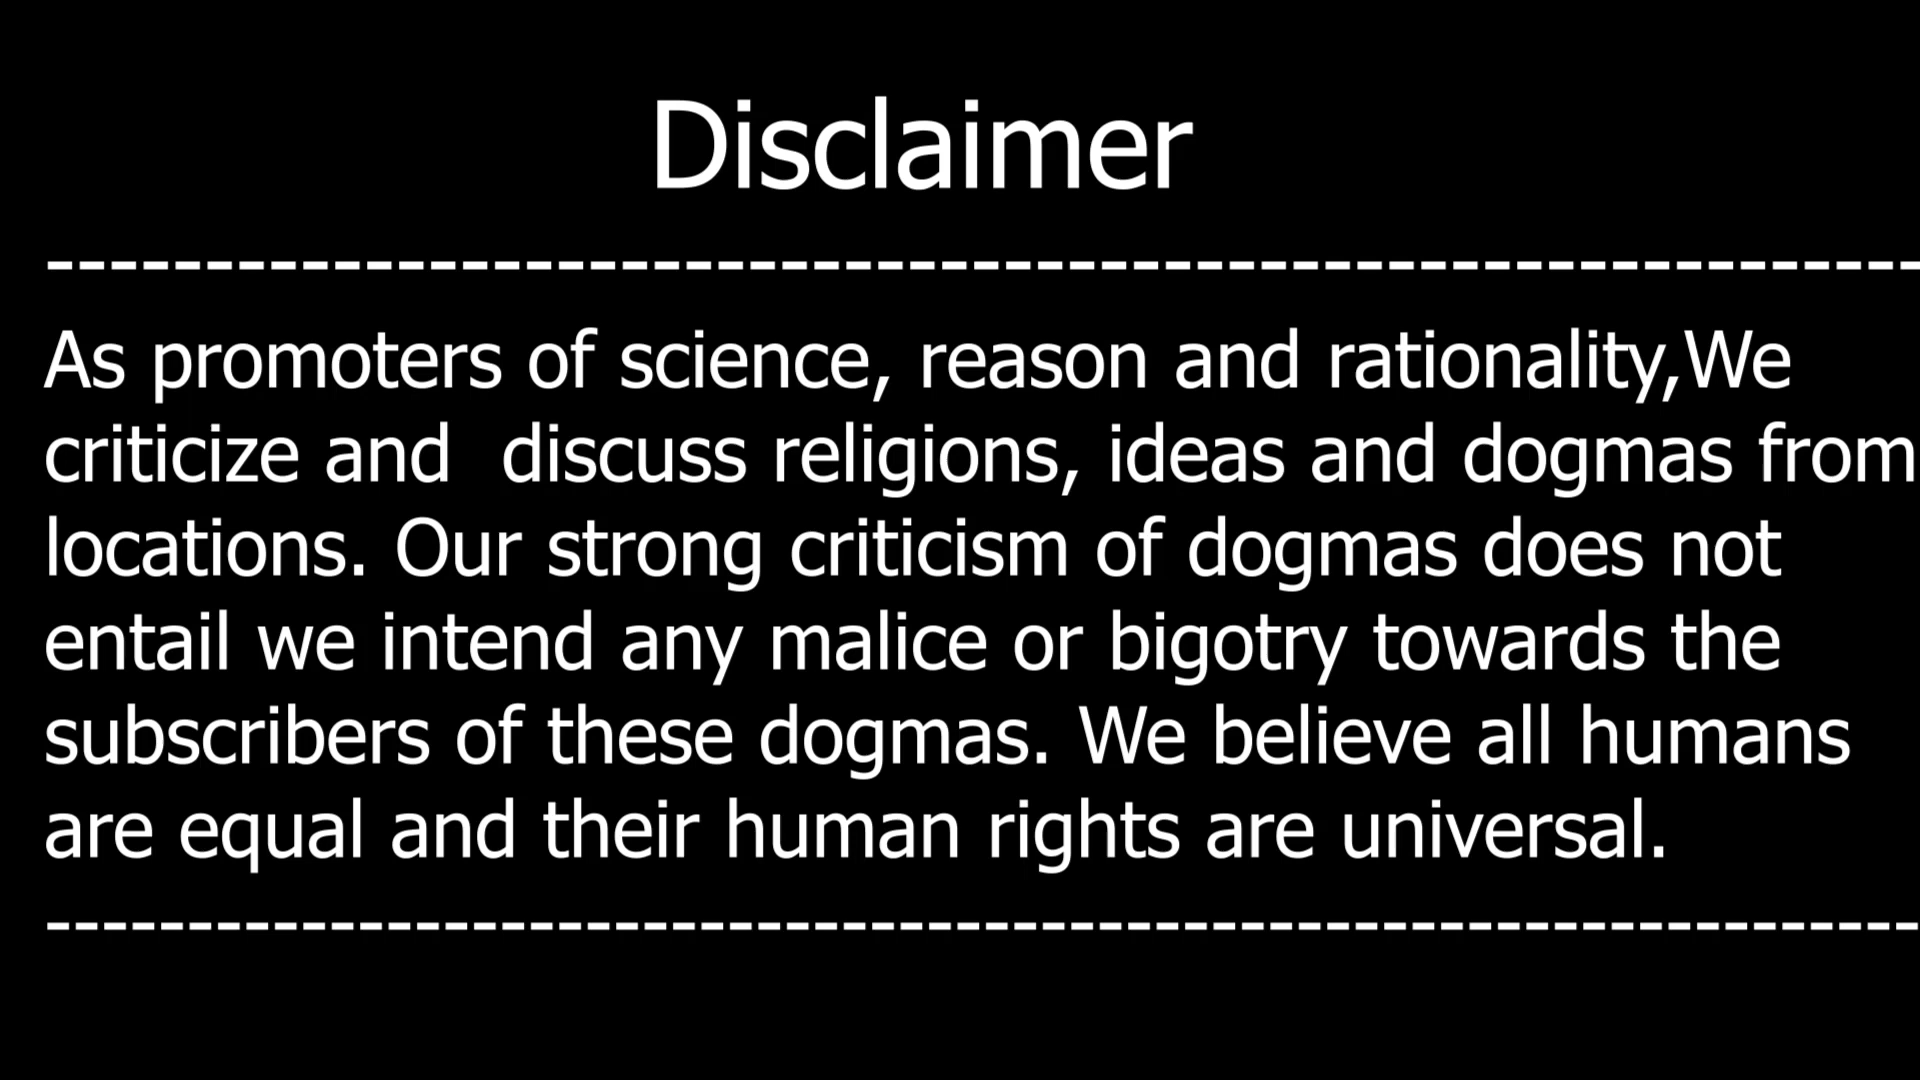 Disclaimer
---------------------------------------------------------
As promoters of science, reason and rationality,We
criticize and  discuss religions, ideas and dogmas from
locations. Our strong criticism of dogmas does not
entail we intend any malice or bigotry towards the
subscribers of these dogmas. We believe all humans
are equal and their human rights are universal.
-----------------------------------------------------------------